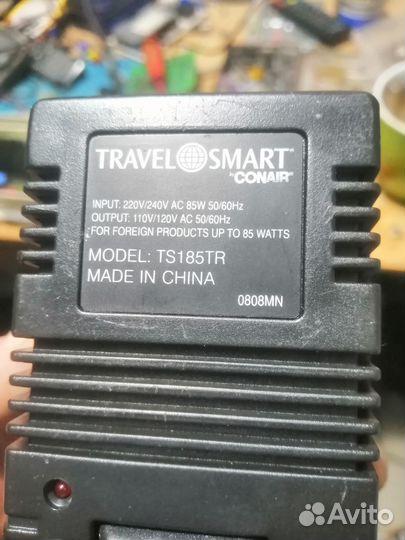 TRAVEL SMART
by CONAIR
INPUT: 220V/240V AC 85W 50/60Hz
OUTPUT: 110V/120V AC 50/60Hz
FOR FOREIGN PRODUCTS UP TO 85 WATTS
MODEL: TS185TR
MADE IN CHINA
0808MN
Avito